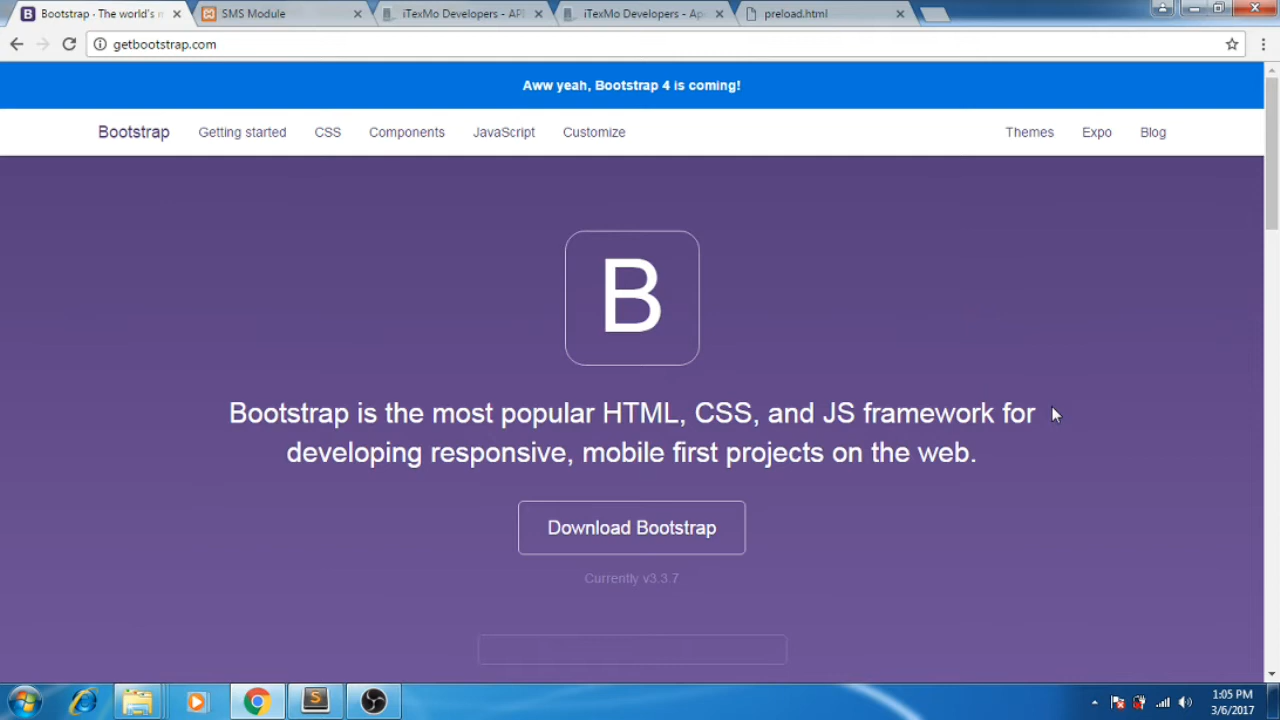 Bootstrap · The world's m
SMS Module
iTexMo Developers - API
iTexMo Developers - Ap
preload.html
getbootstrap.com
Aww yeah, Bootstrap 4 is coming!
Bootstrap Getting started CSS Components JavaScript Customize Themes Expo Blog
B
Bootstrap is the most popular HTML, CSS, and JS framework for
developing responsive, mobile first projects on the web.
Download Bootstrap
Currently v3.3.7
1:05 PM
3/6/2017